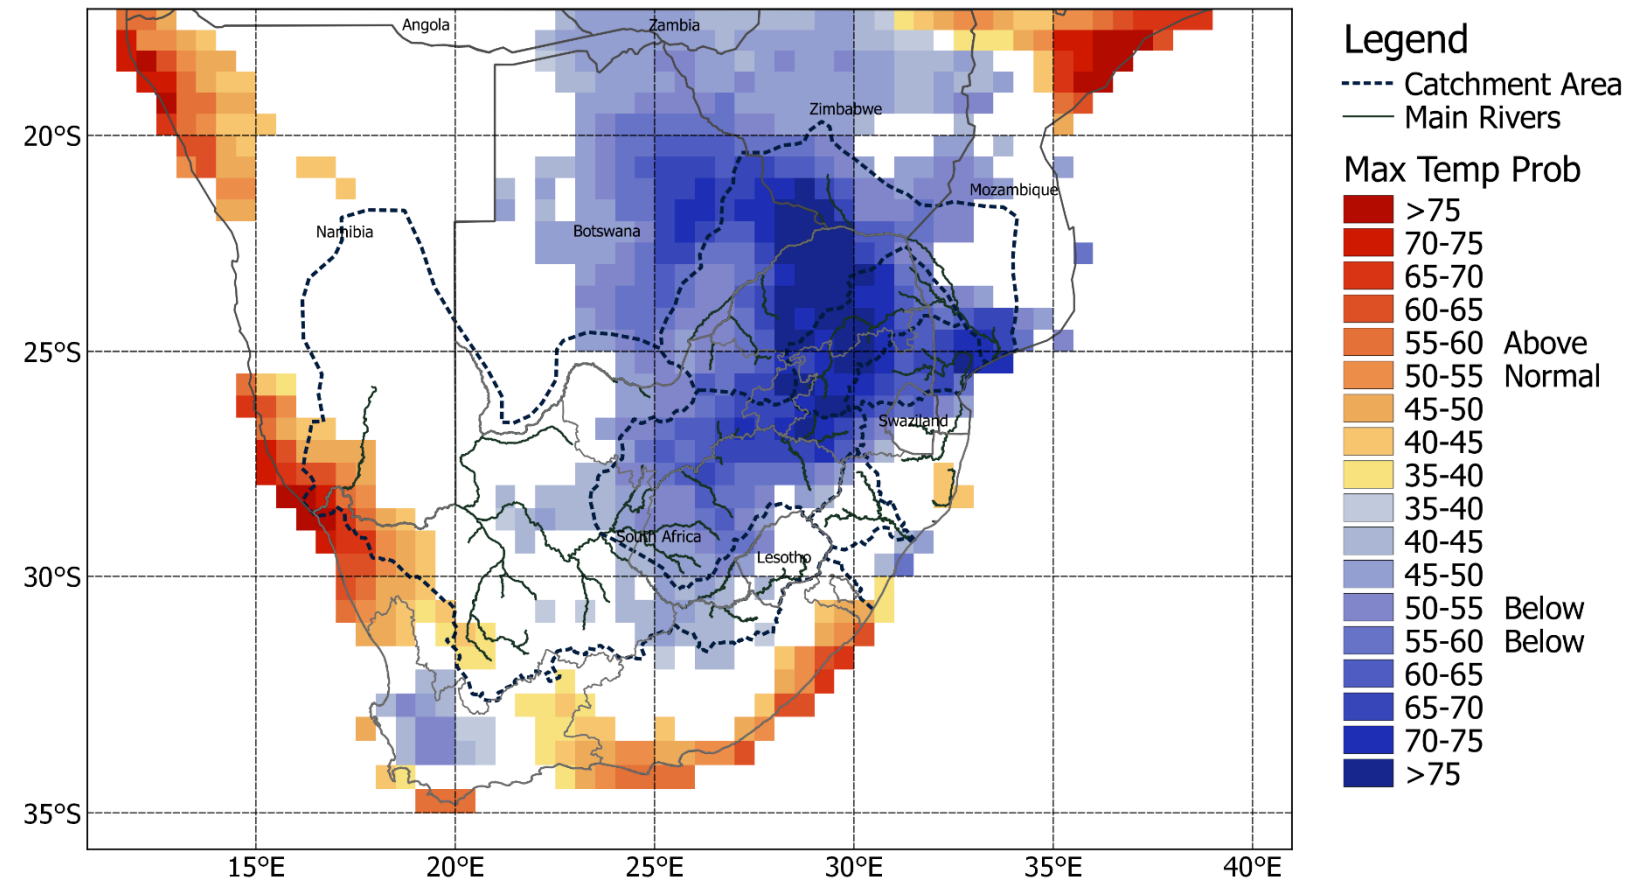 Angola
Zambia
Zimbabwe
Mozambique
Namibia
Botswana
Swaziland
South Africa
Lesotho
20°S
25°S
30°S
35°S
15°E
20°E
25°E
30°E
35°E
40°E
Legend
Catchment Area
Main Rivers
Max Temp Prob
>75
70-75
65-70
60-65
55-60 Above
50-55 Normal
45-50
40-45
35-40
35-40
40-45
45-50
50-55 Below
55-60 Below
60-65
65-70
70-75
>75